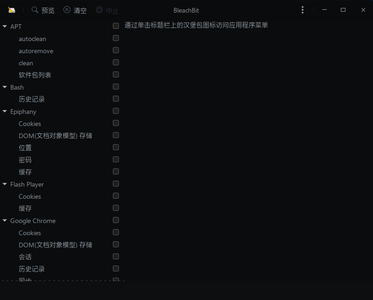 预览 清空 中止 BleachBit
APT
通过单击标题栏上的汉堡包图标访问应用程序菜单
autoclean
autoremove
clean
软件包列表
Bash
历史记录
Epiphany
Cookies
DOM(文档对象模型) 存储
位置
密码
缓存
Flash Player
Cookies
缓存
Google Chrome
Cookies
DOM(文档对象模型) 存储
会话
历史记录